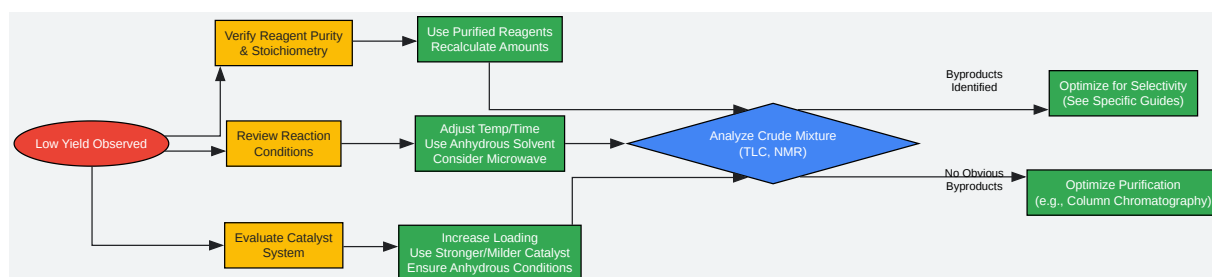 Low Yield Observed
Verify Reagent Purity
& Stoichiometry
Use Purified Reagents
Recalculate Amounts
Review Reaction
Conditions
Adjust Temp/Time
Use Anhydrous Solvent
Consider Microwave
Evaluate Catalyst
System
Increase Loading
Use Stronger/Milder Catalyst
Ensure Anhydrous Conditions
Analyze Crude Mixture
(TLC, NMR)
Byproducts
Identified
Optimize for Selectivity
(See Specific Guides)
No Obvious
Byproducts
Optimize Purification
(e.g., Column Chromatography)